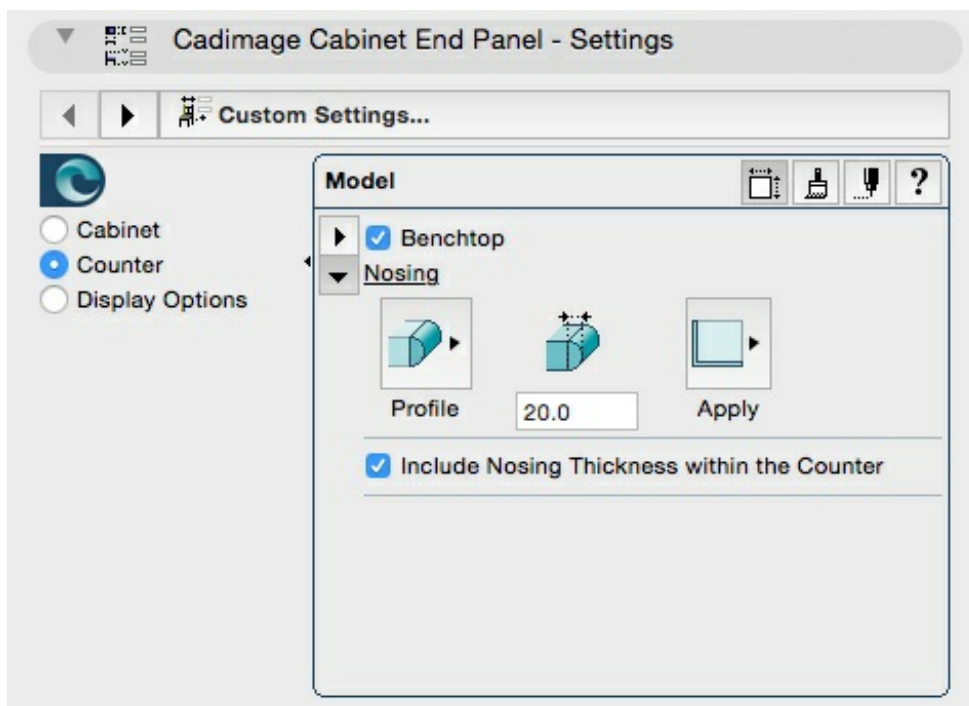 Cadimage Cabinet End Panel - Settings
Custom Settings...
Cabinet
Counter
Display Options
Model
?
Benchtop
Nosing
Profile
20.0
Apply
Include Nosing Thickness within the Counter